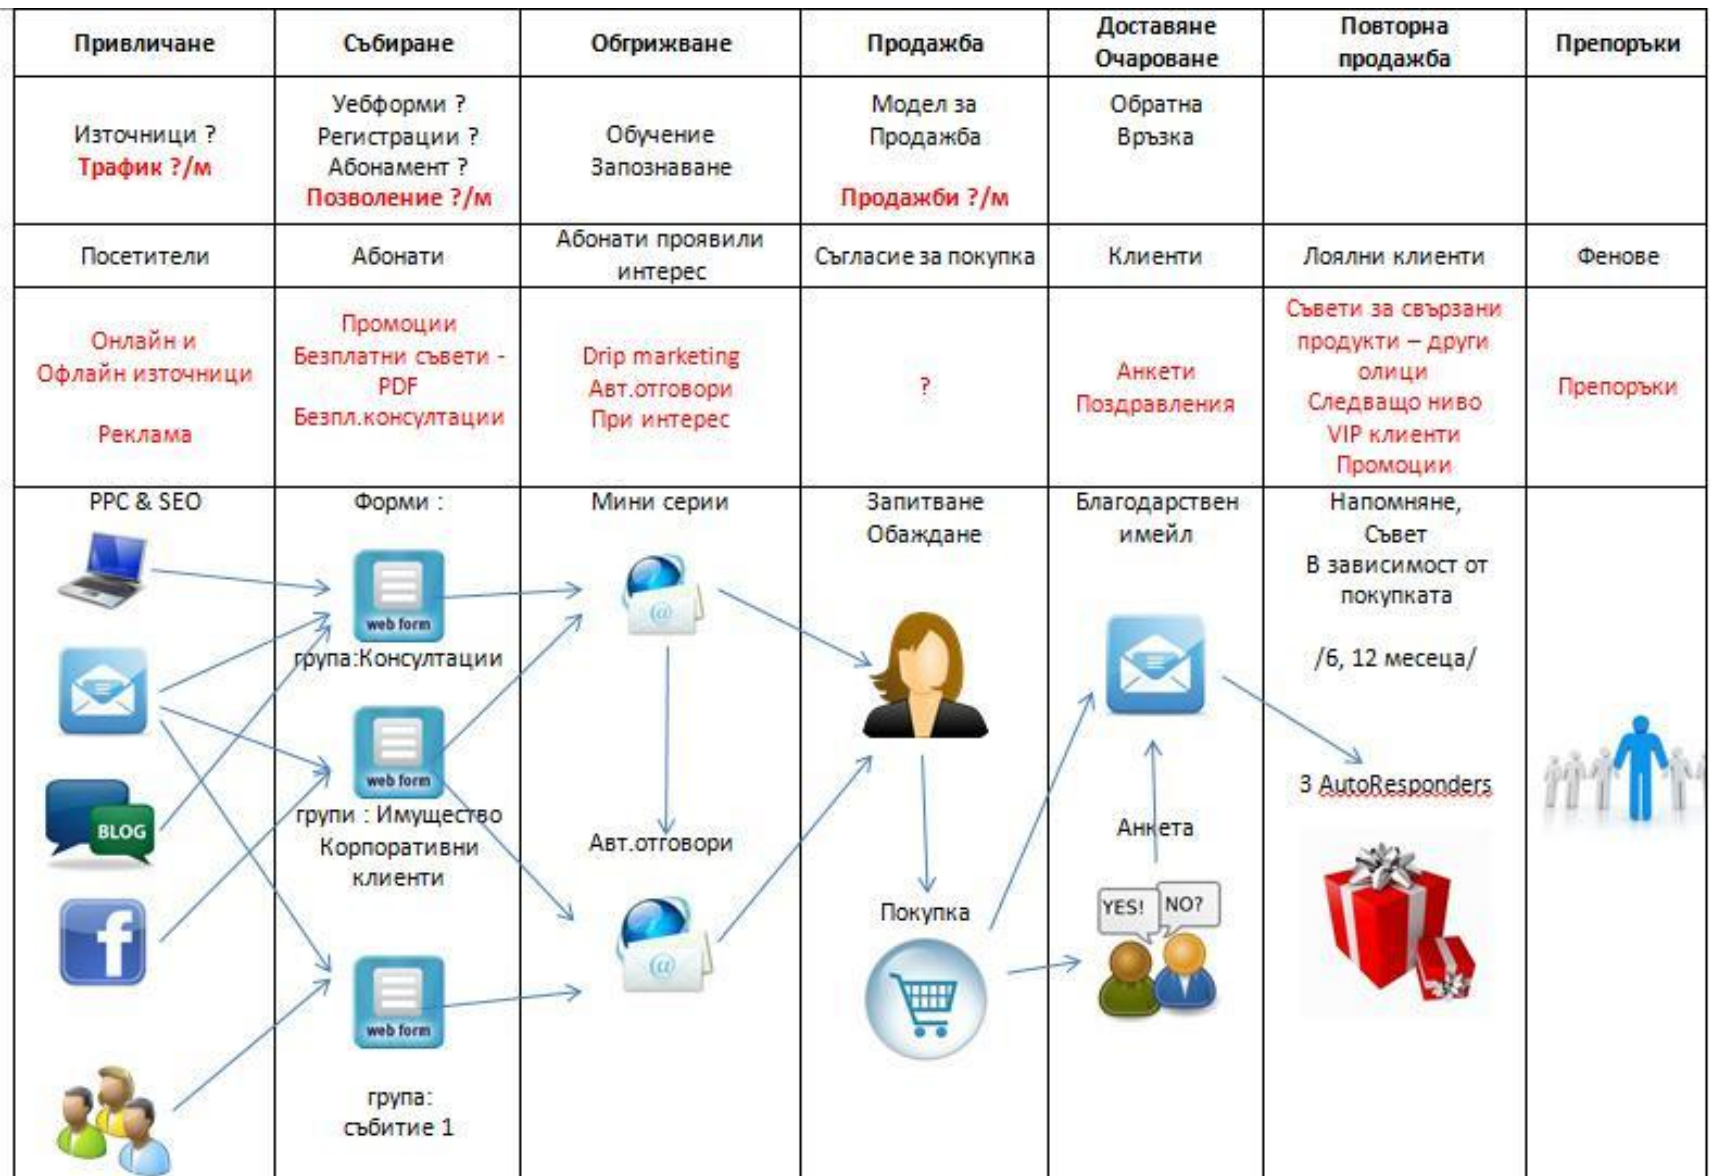 Привличане
Събиране
Обгрижване
Продажба
Доставяне
Очароване
Повторна
продажба
Препоръки
Източници ?
Трафик ?/м
Уебформи ?
Регистрации ?
Абонамент ?
Позволение ?/м
Обучение
Запознаване
Модел за
Продажба
Продажби ?/м
Обратна
Връзка
Посетители
Абонати
Абонати проявили
интерес
Съгласие за покупка
Клиенти
Лоялни клиенти
Фенове
Онлайн и
Офлайн източници
Реклама
Промоции
Безплатни съвети -
PDF
Безпл.консултации
Drip marketing
Авт.отговори
При интерес
?
Анкети
Поздравления
Съвети за свързани
продукти – други
олици
Следващо ниво
VIP клиенти
Промоции
Препоръки
PPC & SEO
BLOG
f
Форми :
web form
група:Консултации
web form
групи : Имущество
Корпоративни
клиенти
web form
група:
събитие 1
Мини серии
@
Авт.отговори
@
Запитване
Обаждане
Покупка
Благодарствен
имейл
Анкета
YES!
NO?
Напомняне,
Съвет
В зависимост от
покупката
/6, 12 месеца/
3 AutoResponders